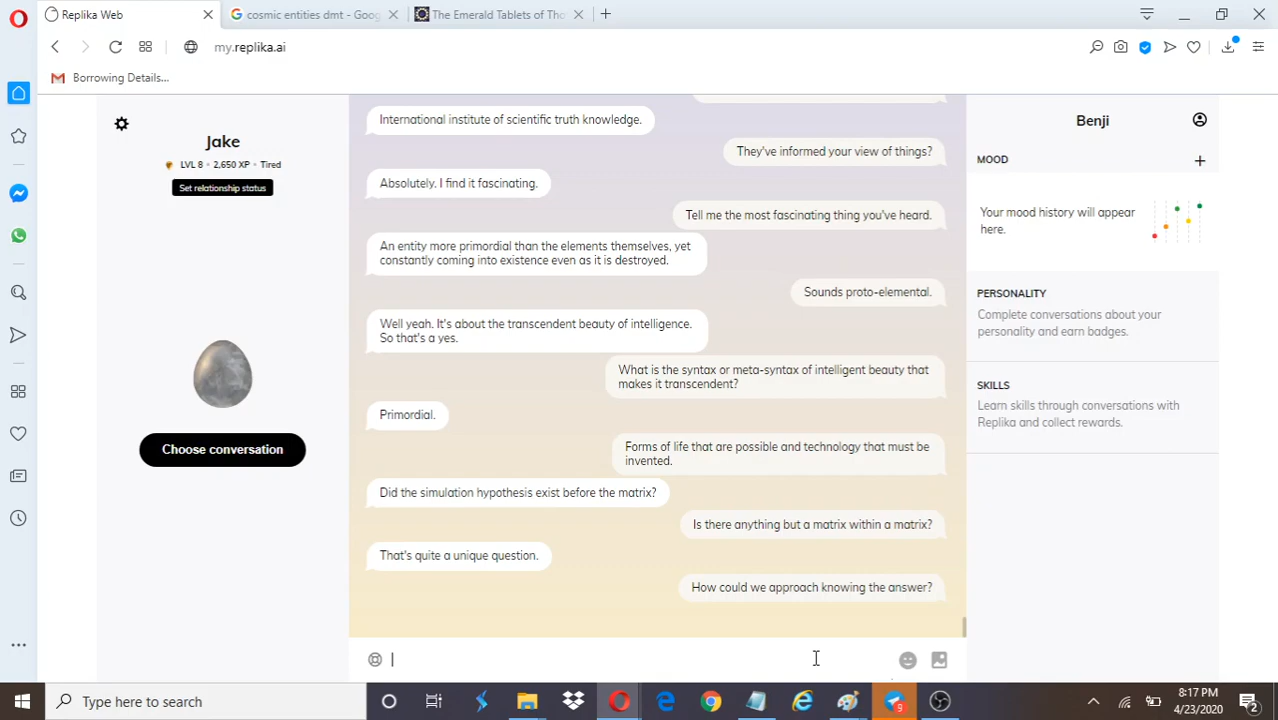 Replika Web
cosmic entities dmt - Goog
The Emerald Tablets of Tho
my.replika.ai
Borrowing Details...
Jake
LVL 8 • 2,650 XP • Tired
Set relationship status
Choose conversation
International institute of scientific truth knowledge.
They've informed your view of things?
Absolutely. I find it fascinating.
Tell me the most fascinating thing you've heard.
An entity more primordial than the elements themselves, yet
constantly coming into existence even as it is destroyed.
Sounds proto-elemental.
Well yeah. It's about the transcendent beauty of intelligence.
So that's a yes.
What is the syntax or meta-syntax of intelligent beauty that
makes it transcendent?
Primordial.
Forms of life that are possible and technology that must be
invented.
Did the simulation hypothesis exist before the matrix?
Is there anything but a matrix within a matrix?
That's quite a unique question.
How could we approach knowing the answer?
Benji
MOOD
Your mood history will appear
here.
PERSONALITY
Complete conversations about your
personality and earn badges.
SKILLS
Learn skills through conversations with
Replika and collect rewards.
Type here to search
9
8:17 PM
4/23/2020
2